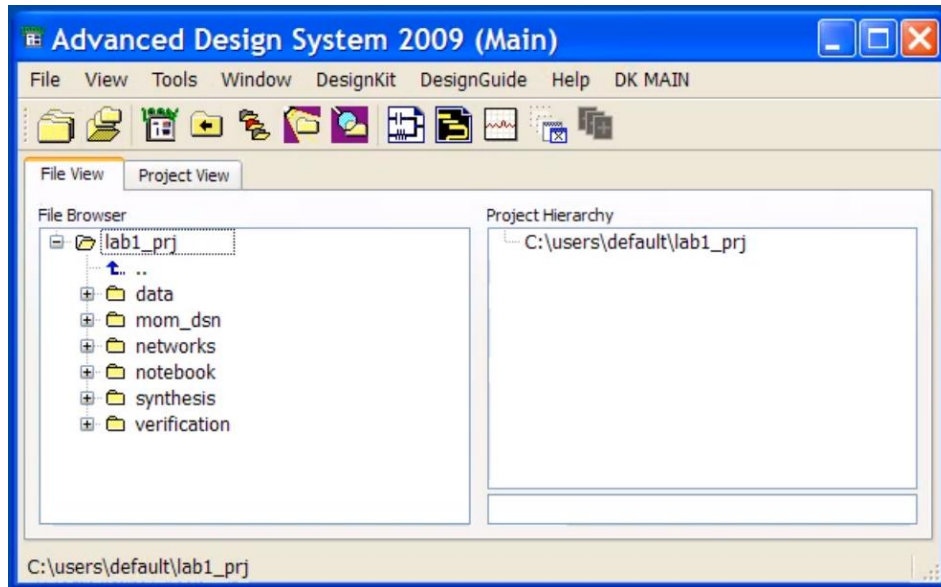 Advanced Design System 2009 (Main)
File View Tools Window DesignKit DesignGuide Help DK MAIN
File View Project View
File Browser
lab1_prj
..
data
mom_dsn
networks
notebook
synthesis
verification
Project Hierarchy
C:\users\default\lab1_prj
C:\users\default\lab1_prj